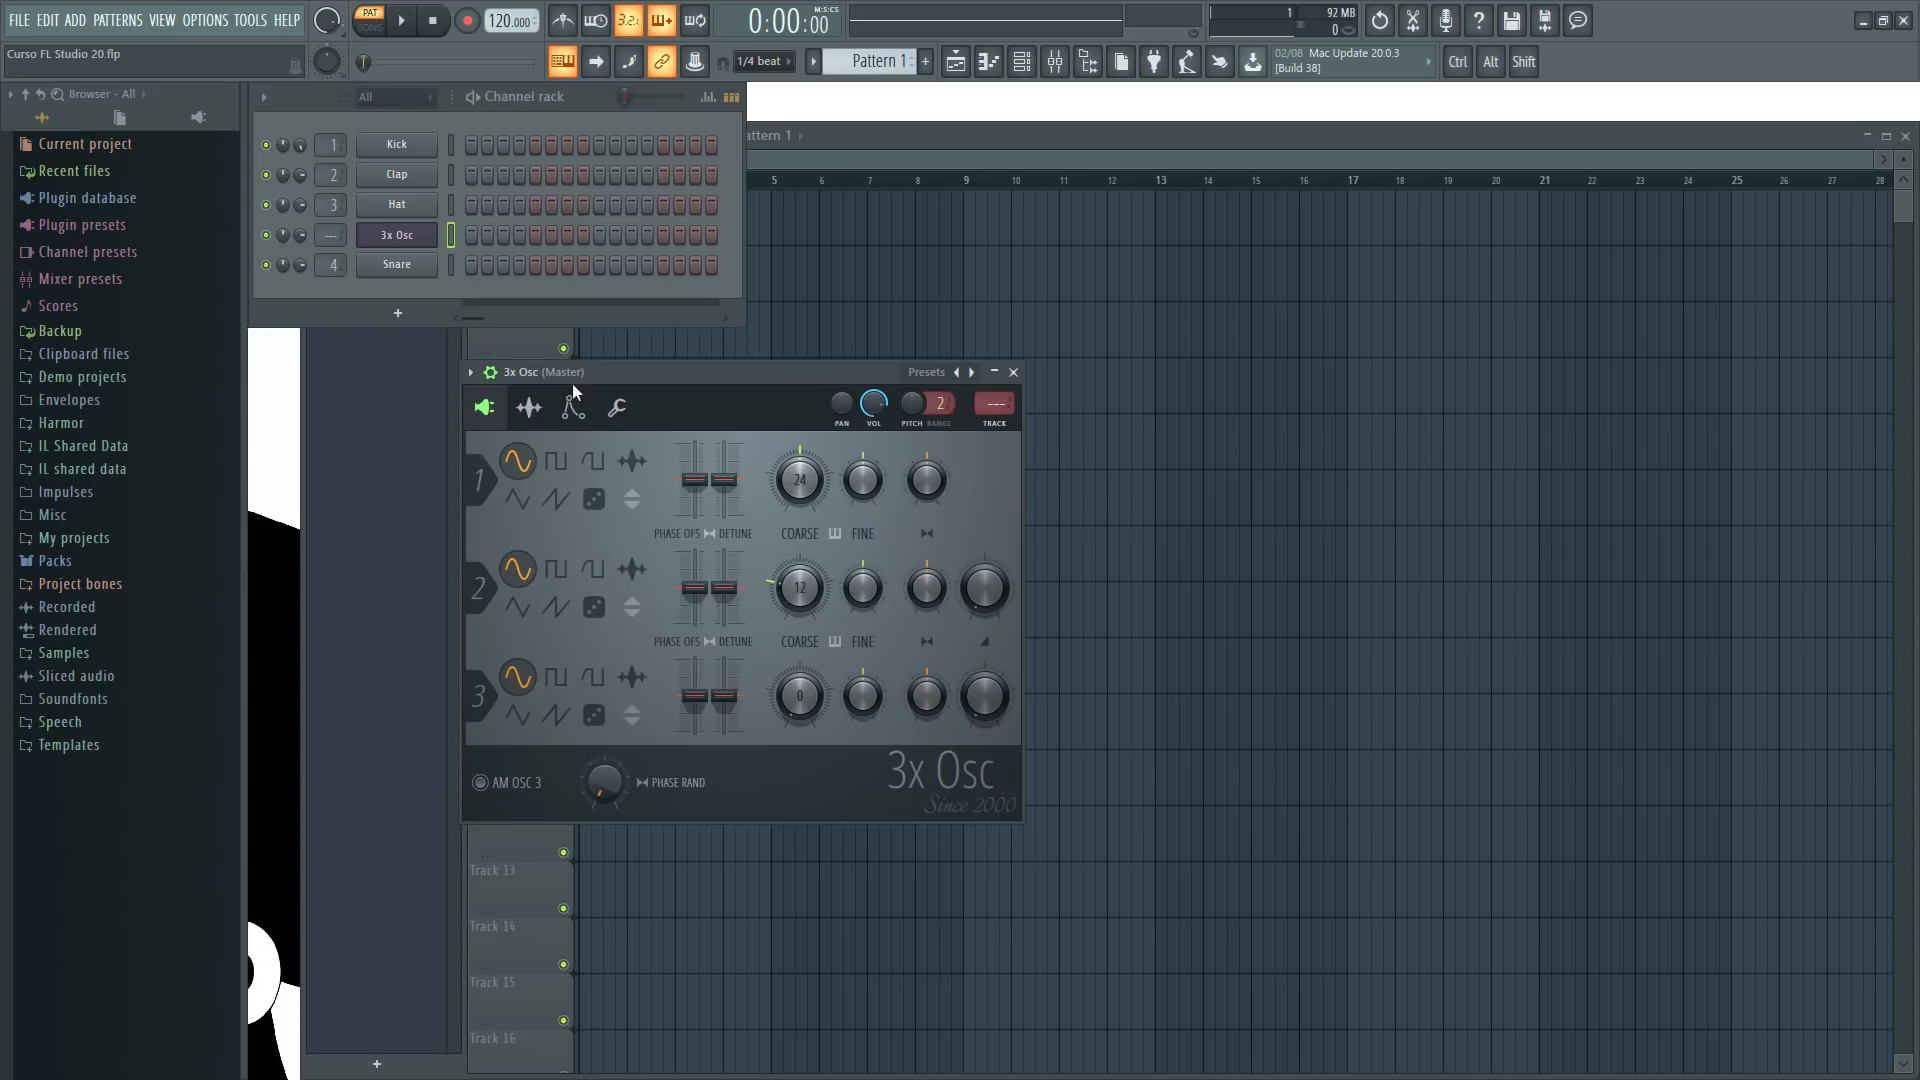 FILE EDIT ADD PATTERNS VIEW OPTIONS TOOLS HELP
PAT
SONG
120.000
3.2.
0:00:00
M:S:CS
1
92 MB
0
Curso FL Studio 20.flp
1/4 beat
Pattern 1
+
02/08 Mac Update 20.0.3
[Build 38]
Ctrl
Alt
Shift
Browser - All
All
Channel rack
attern 1
Current project
Recent files
Plugin database
Plugin presets
Channel presets
Mixer presets
Scores
Backup
Clipboard files
Demo projects
Envelopes
Harmor
IL Shared Data
IL shared data
Impulses
Misc
My projects
Packs
Project bones
Recorded
Rendered
Samples
Sliced audio
Soundfonts
Speech
Templates
1 Kick
2 Clap
3 Hat
--- 3x Osc
4 Snare
+
5 6 7 8 9 10 11 12 13 14 15 16 17 18 19 20 21 22 23 24 25 26 27 28
3x Osc (Master)
Presets
2
---
PAN VOL PITCH RANGE TRACK
1
24
PHASE OFS DETUNE COARSE FINE
2
12
PHASE OFS DETUNE COARSE FINE
3
0
AM OSC 3
PHASE RAND
3x Osc
Since 2000
Track 13
Track 14
Track 15
Track 16
+